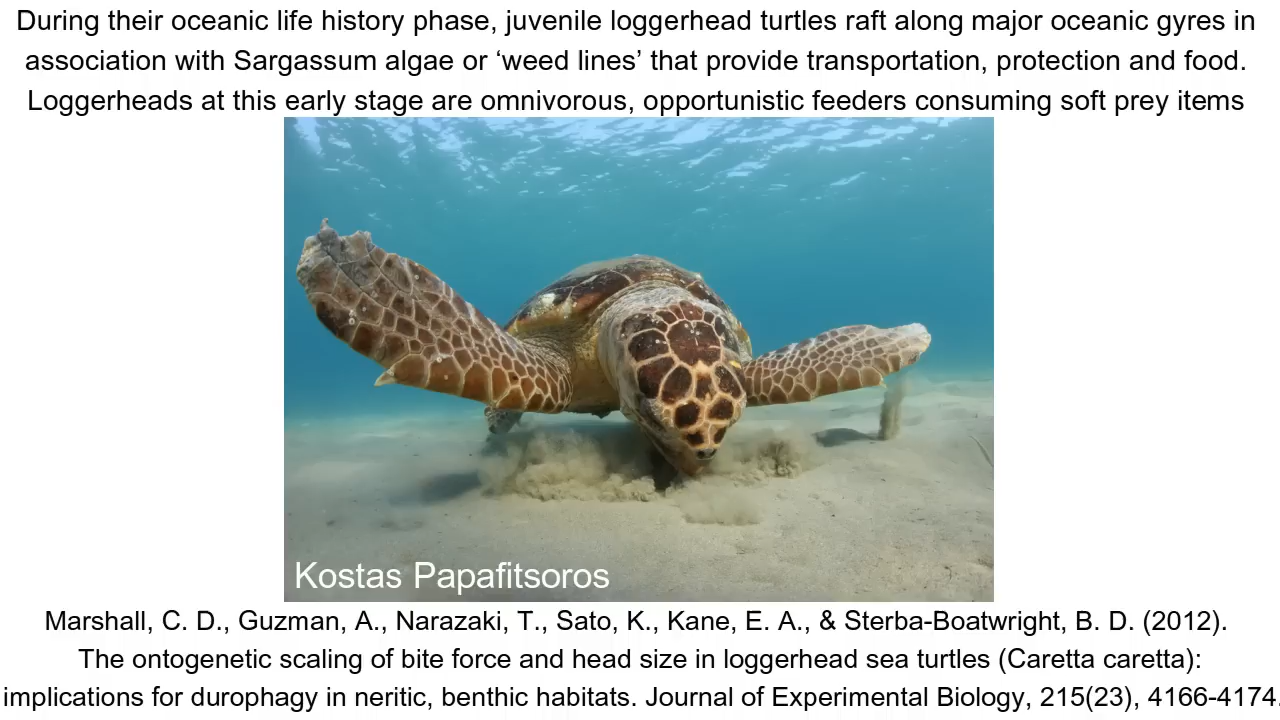 During their oceanic life history phase, juvenile loggerhead turtles raft along major oceanic gyres in
association with Sargassum algae or ‘weed lines’ that provide transportation, protection and food.
Loggerheads at this early stage are omnivorous, opportunistic feeders consuming soft prey items
Kostas Papafitsoros
Marshall, C. D., Guzman, A., Narazaki, T., Sato, K., Kane, E. A., & Sterba-Boatwright, B. D. (2012).
The ontogenetic scaling of bite force and head size in loggerhead sea turtles (Caretta caretta):
implications for durophagy in neritic, benthic habitats. Journal of Experimental Biology, 215(23), 4166-4174.